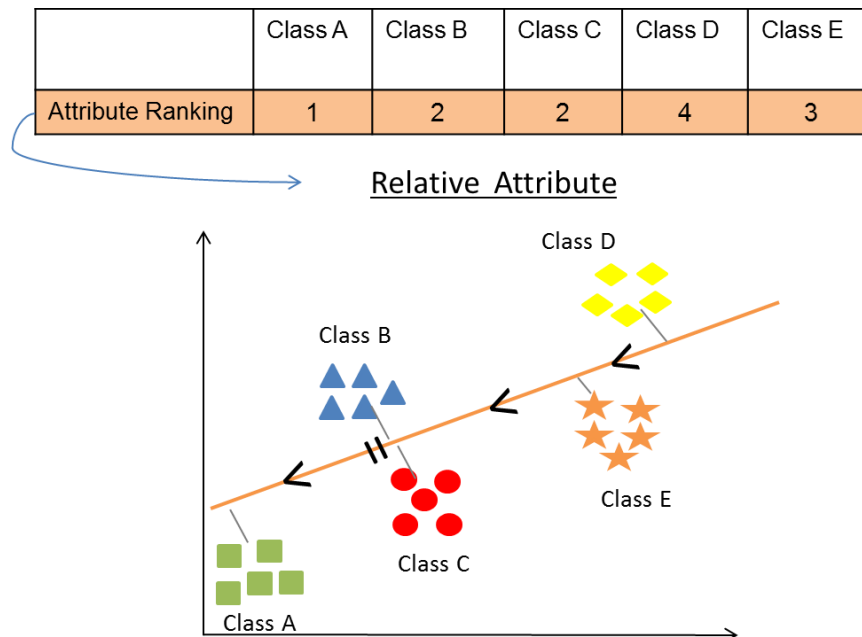 Class A Class B Class C Class D Class E
Attribute Ranking 1 2 2 4 3
Relative Attribute
Class D
Class B
Class E
Class C
Class A